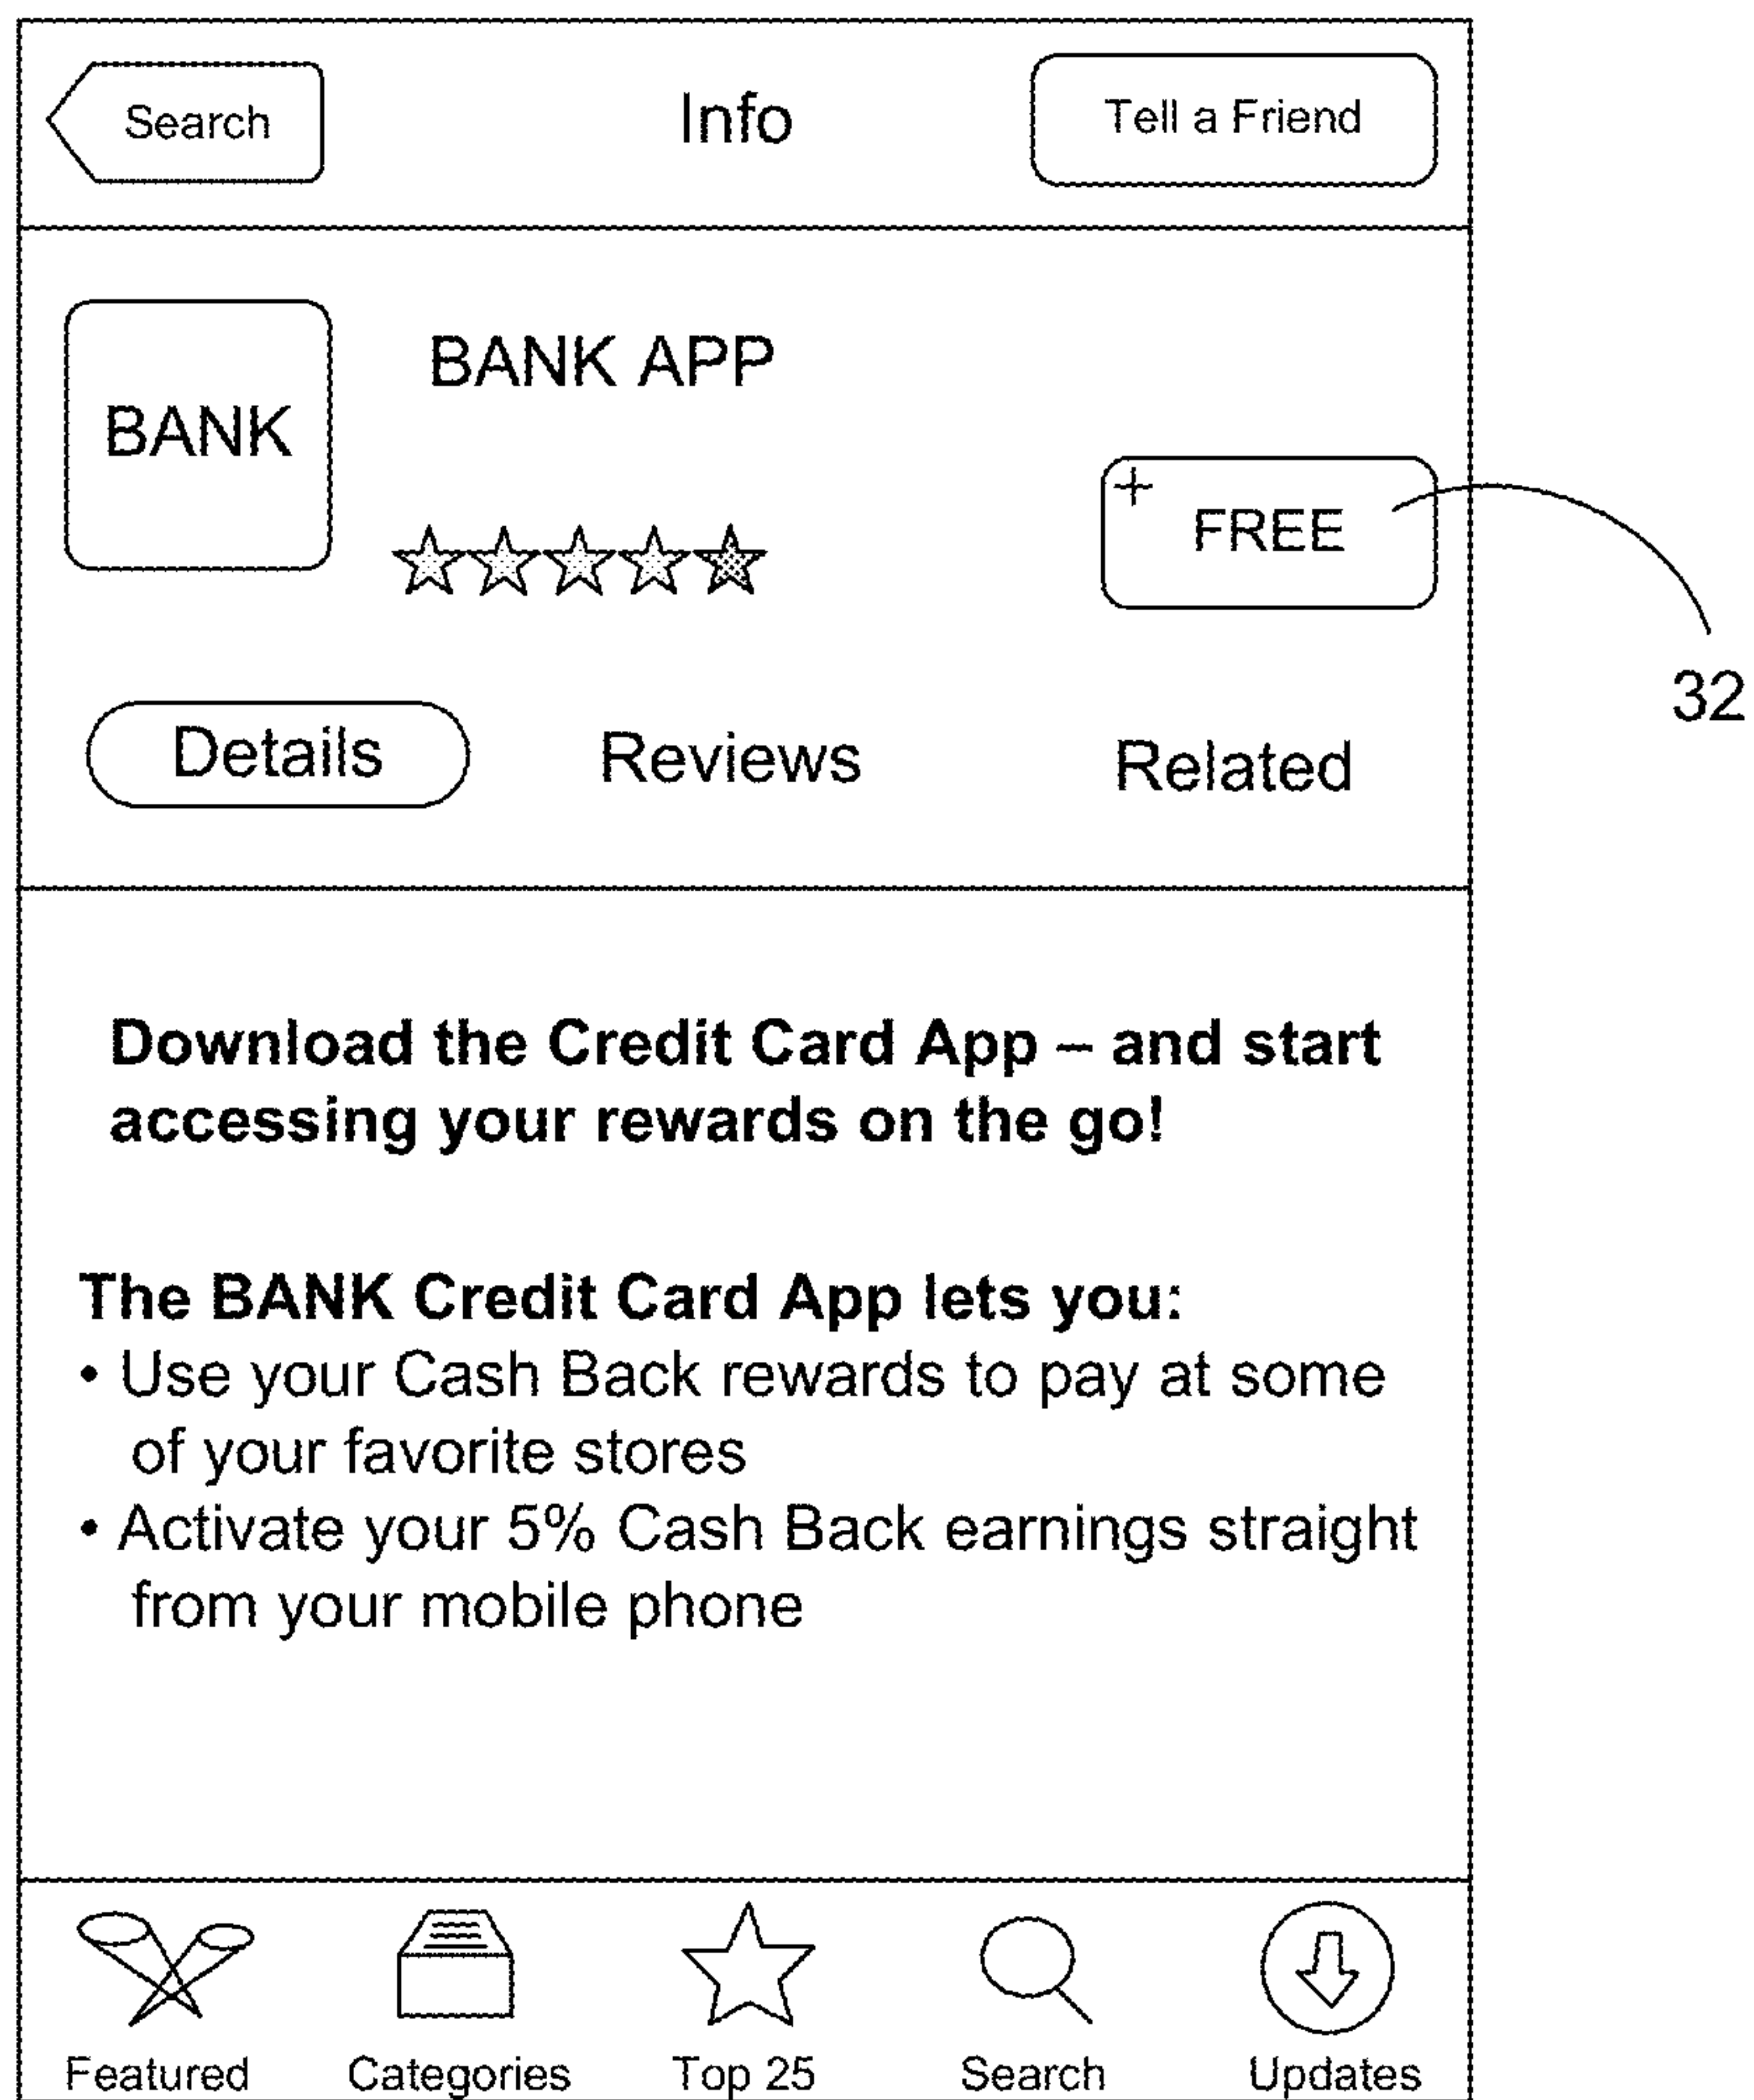 Search
Info
Tell a Friend
BANK
BANK APP
+
FREE
32
Details
Reviews
Related
Download the Credit Card App – and start
accessing your rewards on the go!
The BANK Credit Card App lets you:
• Use your Cash Back rewards to pay at some
of your favorite stores
• Activate your 5% Cash Back earnings straight
from your mobile phone
Featured
Categories
Top 25
Search
Updates